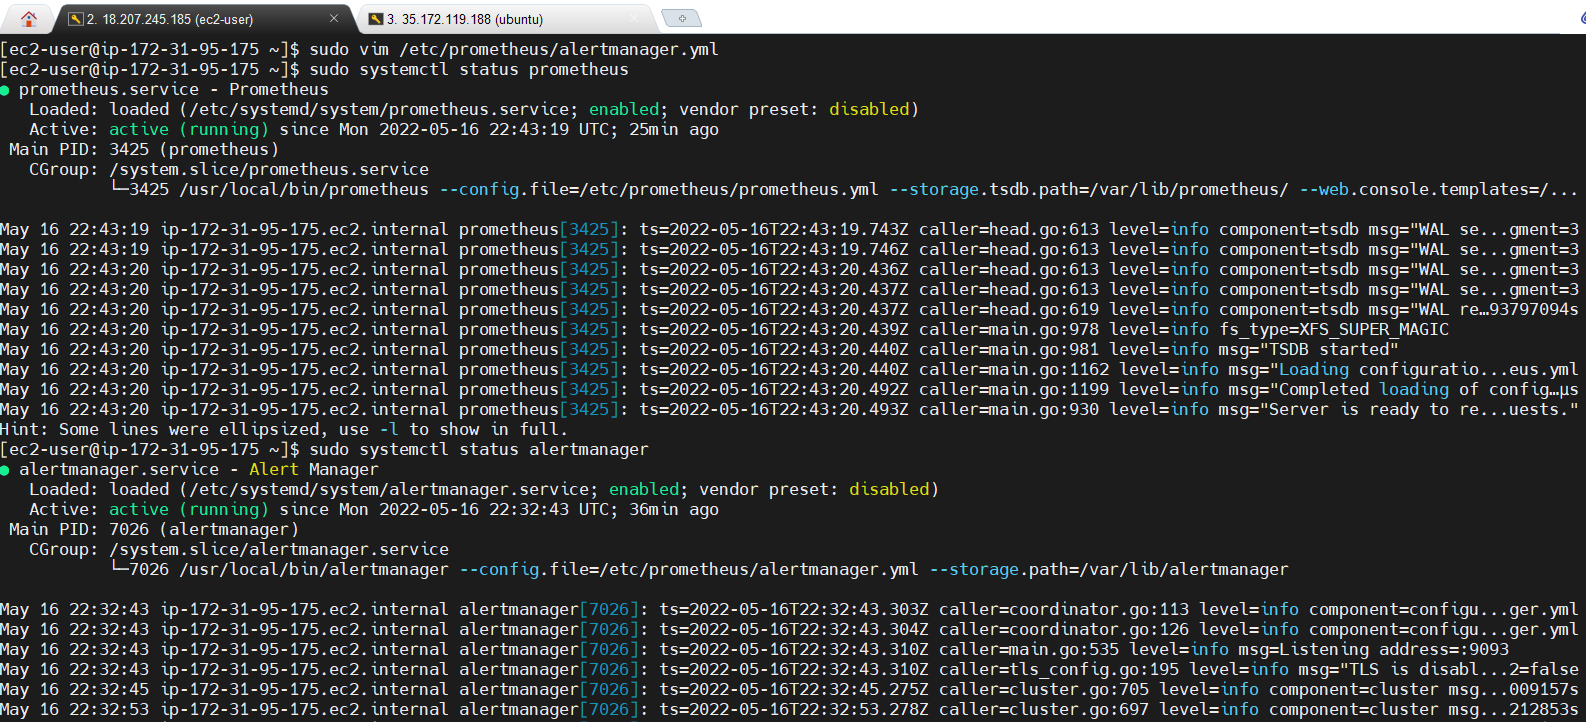 2. 18.207.245.185 (ec2-user)
3. 35.172.119.188 (ubuntu)
[ec2-user@ip-172-31-95-175 ~]$ sudo vim /etc/prometheus/alertmanager.yml
[ec2-user@ip-172-31-95-175 ~]$ sudo systemctl status prometheus
● prometheus.service - Prometheus
   Loaded: loaded (/etc/systemd/system/prometheus.service; enabled; vendor preset: disabled)
   Active: active (running) since Mon 2022-05-16 22:43:19 UTC; 25min ago
 Main PID: 3425 (prometheus)
   CGroup: /system.slice/prometheus.service
           └─3425 /usr/local/bin/prometheus --config.file=/etc/prometheus/prometheus.yml --storage.tsdb.path=/var/lib/prometheus/ --web.console.templates=/...

May 16 22:43:19 ip-172-31-95-175.ec2.internal prometheus[3425]: ts=2022-05-16T22:43:19.743Z caller=head.go:613 level=info component=tsdb msg="WAL se...gment=3
May 16 22:43:19 ip-172-31-95-175.ec2.internal prometheus[3425]: ts=2022-05-16T22:43:19.746Z caller=head.go:613 level=info component=tsdb msg="WAL se...gment=3
May 16 22:43:20 ip-172-31-95-175.ec2.internal prometheus[3425]: ts=2022-05-16T22:43:20.436Z caller=head.go:613 level=info component=tsdb msg="WAL se...gment=3
May 16 22:43:20 ip-172-31-95-175.ec2.internal prometheus[3425]: ts=2022-05-16T22:43:20.437Z caller=head.go:613 level=info component=tsdb msg="WAL se...gment=3
May 16 22:43:20 ip-172-31-95-175.ec2.internal prometheus[3425]: ts=2022-05-16T22:43:20.437Z caller=head.go:619 level=info component=tsdb msg="WAL re…93797094s
May 16 22:43:20 ip-172-31-95-175.ec2.internal prometheus[3425]: ts=2022-05-16T22:43:20.439Z caller=main.go:978 level=info fs_type=XFS_SUPER_MAGIC
May 16 22:43:20 ip-172-31-95-175.ec2.internal prometheus[3425]: ts=2022-05-16T22:43:20.440Z caller=main.go:981 level=info msg="TSDB started"
May 16 22:43:20 ip-172-31-95-175.ec2.internal prometheus[3425]: ts=2022-05-16T22:43:20.440Z caller=main.go:1162 level=info msg="Loading configuratio...eus.yml
May 16 22:43:20 ip-172-31-95-175.ec2.internal prometheus[3425]: ts=2022-05-16T22:43:20.492Z caller=main.go:1199 level=info msg="Completed loading of config…µs
May 16 22:43:20 ip-172-31-95-175.ec2.internal prometheus[3425]: ts=2022-05-16T22:43:20.493Z caller=main.go:930 level=info msg="Server is ready to re...uests."
Hint: Some lines were ellipsized, use -l to show in full.
[ec2-user@ip-172-31-95-175 ~]$ sudo systemctl status alertmanager
● alertmanager.service - Alert Manager
   Loaded: loaded (/etc/systemd/system/alertmanager.service; enabled; vendor preset: disabled)
   Active: active (running) since Mon 2022-05-16 22:32:43 UTC; 36min ago
 Main PID: 7026 (alertmanager)
   CGroup: /system.slice/alertmanager.service
           └─7026 /usr/local/bin/alertmanager --config.file=/etc/prometheus/alertmanager.yml --storage.path=/var/lib/alertmanager

May 16 22:32:43 ip-172-31-95-175.ec2.internal alertmanager[7026]: ts=2022-05-16T22:32:43.303Z caller=coordinator.go:113 level=info component=configu...ger.yml
May 16 22:32:43 ip-172-31-95-175.ec2.internal alertmanager[7026]: ts=2022-05-16T22:32:43.304Z caller=coordinator.go:126 level=info component=configu...ger.yml
May 16 22:32:43 ip-172-31-95-175.ec2.internal alertmanager[7026]: ts=2022-05-16T22:32:43.310Z caller=main.go:535 level=info msg=Listening address=:9093
May 16 22:32:43 ip-172-31-95-175.ec2.internal alertmanager[7026]: ts=2022-05-16T22:32:43.310Z caller=tls_config.go:195 level=info msg="TLS is disabl...2=false
May 16 22:32:45 ip-172-31-95-175.ec2.internal alertmanager[7026]: ts=2022-05-16T22:32:45.275Z caller=cluster.go:705 level=info component=cluster msg...009157s
May 16 22:32:53 ip-172-31-95-175.ec2.internal alertmanager[7026]: ts=2022-05-16T22:32:53.278Z caller=cluster.go:697 level=info component=cluster msg...212853s